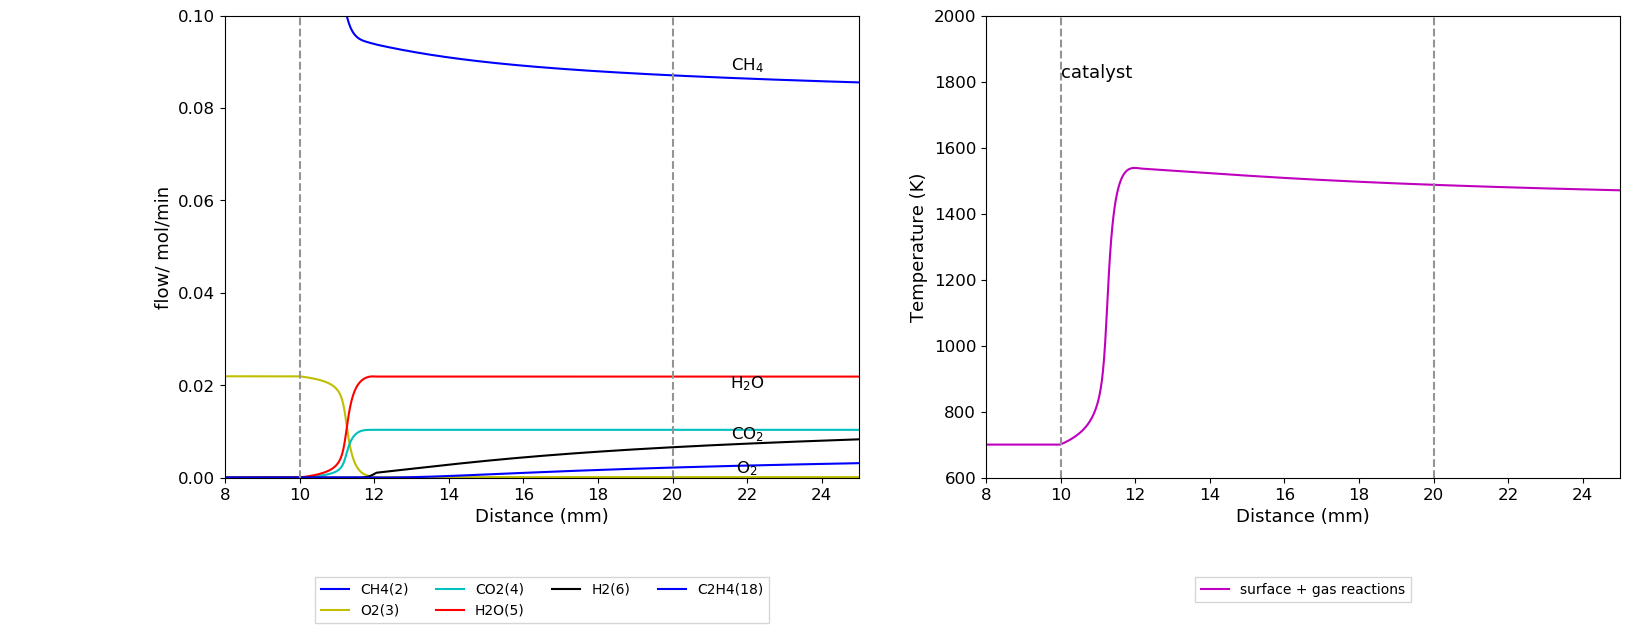 0.10
0.08
0.06
0.04
0.02
0.00
flow/ mol/min
CH₄
H₂O
CO₂
O₂
8 10 12 14 16 18 20 22 24
Distance (mm)
CH4(2) CO2(4) H2(6) C2H4(18)
O2(3) H2O(5)
2000
1800
1600
1400
1200
1000
800
600
Temperature (K)
catalyst
8 10 12 14 16 18 20 22 24
Distance (mm)
surface + gas reactions